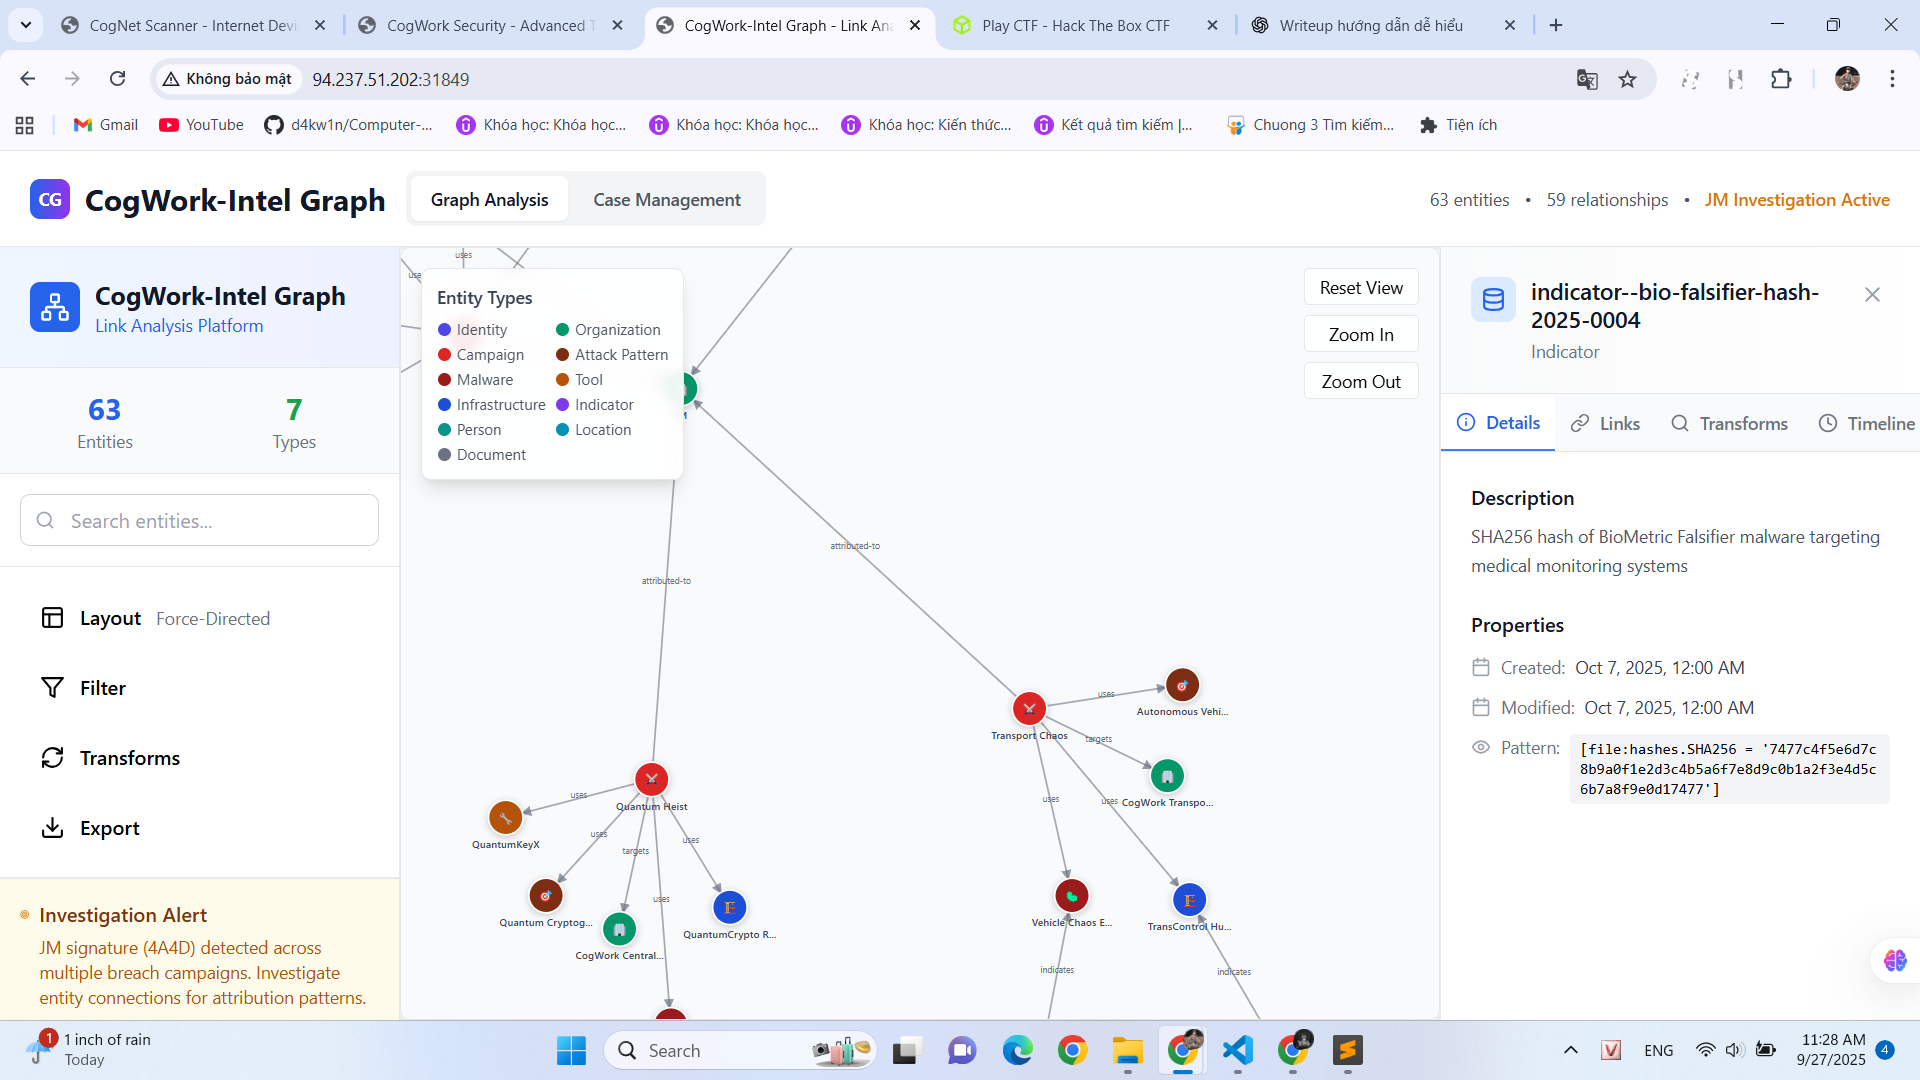 CogNet Scanner - Internet Devi
CogWork Security - Advanced T
CogWork-Intel Graph - Link Ana
Play CTF - Hack The Box CTF
Writeup hướng dẫn dễ hiểu
Không bảo mật
94.237.51.202:31849
Gmail
YouTube
d4kw1n/Computer-...
Khóa học: Khóa học...
Khóa học: Khóa học...
Khóa học: Kiến thức...
Kết quả tìm kiếm |...
Chuong 3 Tìm kiếm...
Tiện ích
CG
CogWork-Intel Graph
Graph Analysis
Case Management
63 entities • 59 relationships • JM Investigation Active
CogWork-Intel Graph
Link Analysis Platform
63
Entities
7
Types
Search entities...
Layout Force-Directed
Filter
Transforms
Export
Investigation Alert
JM signature (4A4D) detected across
multiple breach campaigns. Investigate
entity connections for attribution patterns.
uses
Entity Types
Identity
Organization
Campaign
Attack Pattern
Malware
Tool
Infrastructure
Indicator
Person
Location
Document
Reset View
Zoom In
Zoom Out
attributed-to
attributed-to
uses
Autonomous Vehi...
Transport Chaos
targets
uses
uses
CogWork Transpo...
Quantum Heist
uses
QuantumKeyX
uses
targets
uses
uses
Quantum Cryptog...
QuantumCrypto R...
CogWork Central...
Vehicle Chaos E...
TransControl Hu...
indicates
indicates
indicator--bio-falsifier-hash-
2025-0004
Indicator
Details
Links
Transforms
Timeline
Description
SHA256 hash of BioMetric Falsifier malware targeting
medical monitoring systems
Properties
Created: Oct 7, 2025, 12:00 AM
Modified: Oct 7, 2025, 12:00 AM
Pattern:
[file:hashes.SHA256 = '7477c4f5e6d7c
8b9a0f1e2d3c4b5a6f7e8d9c0b1a2f3e4d5c
6b7a8f9e0d17477']
1
1 inch of rain
Today
Search
ENG
11:28 AM
9/27/2025
4